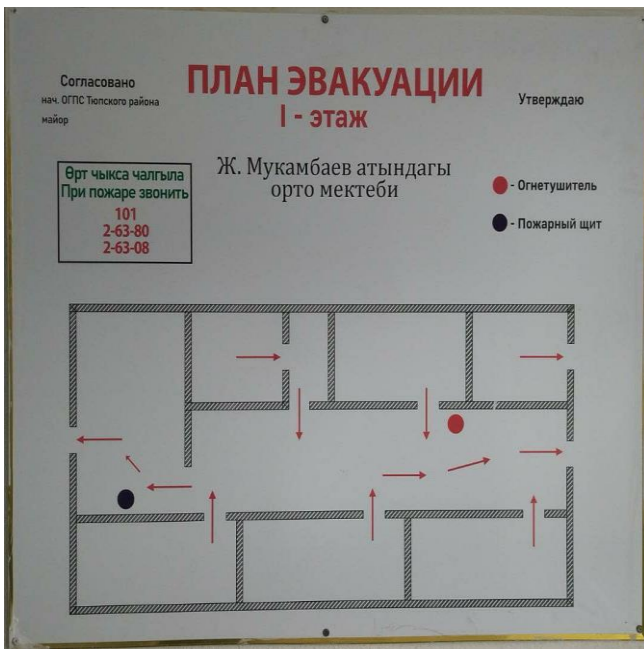 Согласовано
нач. ОГПС Тюпского района
майор
ПЛАН ЭВАКУАЦИИ
I - этаж
Утверждаю
Өрт чыкса чалгыла
При пожаре звонить
101
2-63-80
2-63-08
Ж. Мукамбаев атындагы
орто мектеби
- Огнетушитель
- Пожарный щит